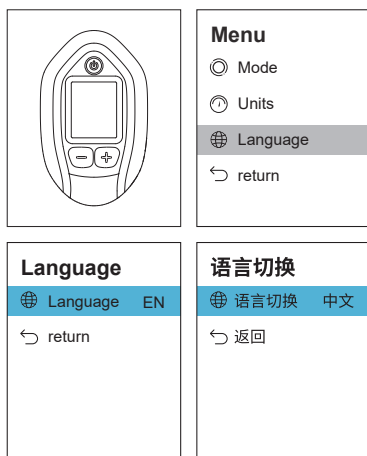 Menu
Mode
Units
Language
return
Language
Language EN
return
语言切换
语言切换 中文
返回